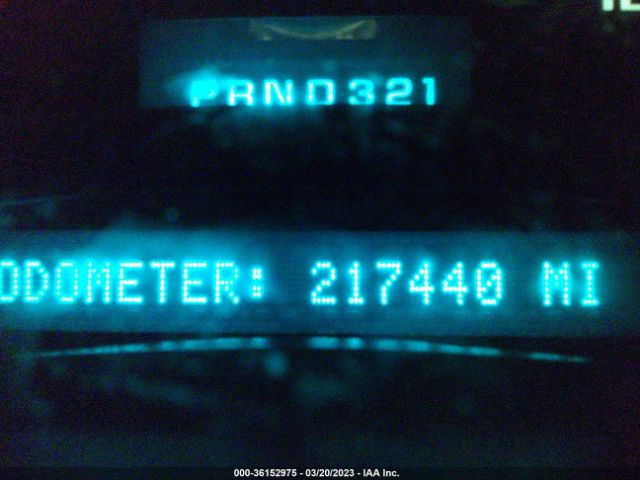 PRND321
ODOMETER: 217440 MI
000-36152975 - 03/20/2023 - IAA Inc.